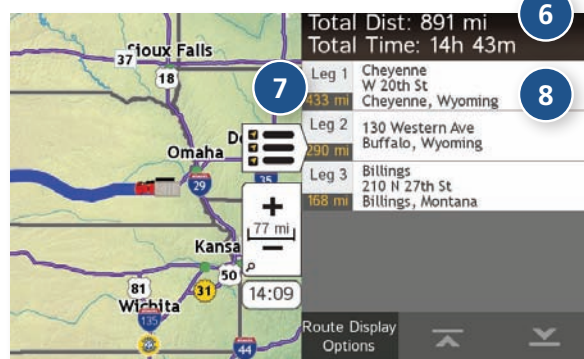 6
Total Dist: 891 mi
Total Time: 14h 43m
Sioux Falls
37
18
7
Leg 1
433 mi
Cheyenne
W 20th St
Cheyenne, Wyoming
8
Leg 2
290 mi
130 Western Ave
Buffalo, Wyoming
Leg 3
168 mi
Billings
210 N 27th St
Billings, Montana
De
Omaha
29
35
+
77 mi
−
Kansa
50
81
31
14:09
Wichita
135
44
Route Display
Options